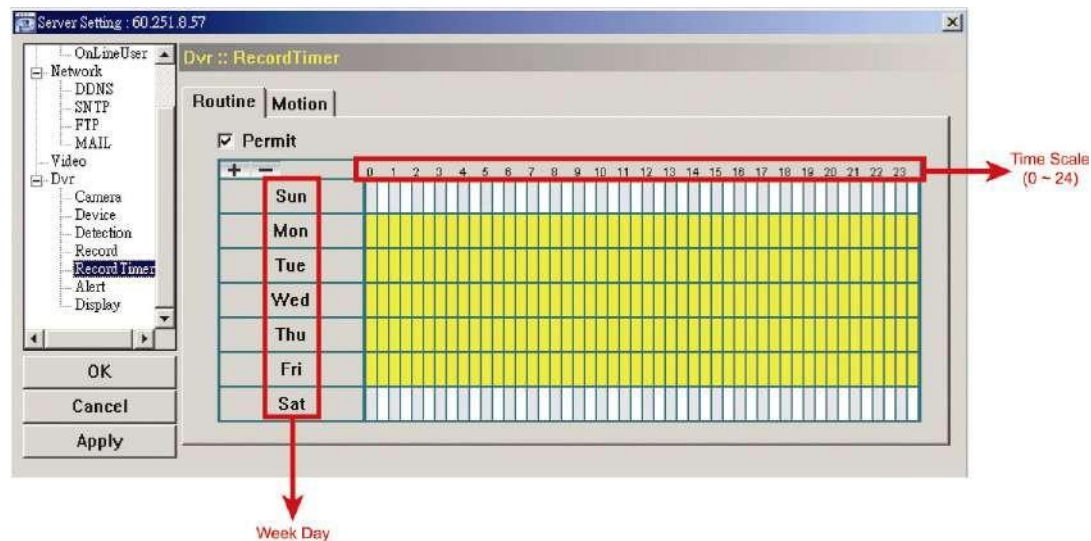 Server Setting : 60.251.8.57
OnLineUser
Network
DDNS
SNTP
FTP
MAIL
Video
Dvr
Camera
Device
Detection
Record
RecordTimer
Alert
Display
OK
Cancel
Apply
Dvr :: RecordTimer
Routine Motion
Permit
+ − 0 1 2 3 4 5 6 7 8 9 10 11 12 13 14 15 16 17 18 19 20 21 22 23
Sun
Mon
Tue
Wed
Thu
Fri
Sat
Time Scale
(0 ~ 24)
Week Day